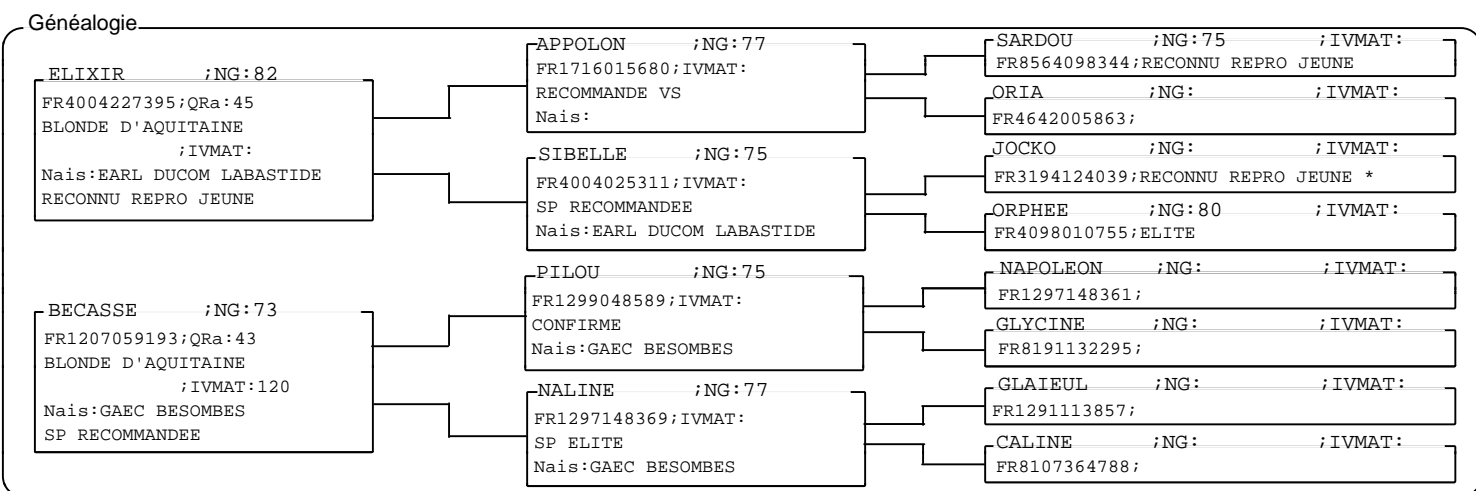 Généalogie
ELIXIR ;NG:82
FR4004227395;QRa:45
BLONDE D'AQUITAINE
;IVMAT:
Nais:EARL DUCOM LABASTIDE
RECONNU REPRO JEUNE
BECASSE ;NG:73
FR1207059193;QRa:43
BLONDE D'AQUITAINE
;IVMAT:120
Nais:GAEC BESOMBES
SP RECOMMANDEE
APPOLON ;NG:77
FR1716015680;IVMAT:
RECOMMANDE VS
Nais:
SIBELLE ;NG:75
FR4004025311;IVMAT:
SP RECOMMANDEE
Nais:EARL DUCOM LABASTIDE
PILOU ;NG:75
FR1299048589;IVMAT:
CONFIRME
Nais:GAEC BESOMBES
NALINE ;NG:77
FR1297148369;IVMAT:
SP ELITE
Nais:GAEC BESOMBES
SARDOU ;NG:75 ;IVMAT:
FR8564098344;RECONNU REPRO JEUNE
ORIA ;NG: ;IVMAT:
FR4642005863;
JOCKO ;NG: ;IVMAT:
FR3194124039;RECONNU REPRO JEUNE *
ORPHEE ;NG:80 ;IVMAT:
FR4098010755;ELITE
NAPOLEON ;NG: ;IVMAT:
FR1297148361;
GLYCINE ;NG: ;IVMAT:
FR8191132295;
GLAIEUL ;NG: ;IVMAT:
FR1291113857;
CALINE ;NG: ;IVMAT:
FR8107364788;